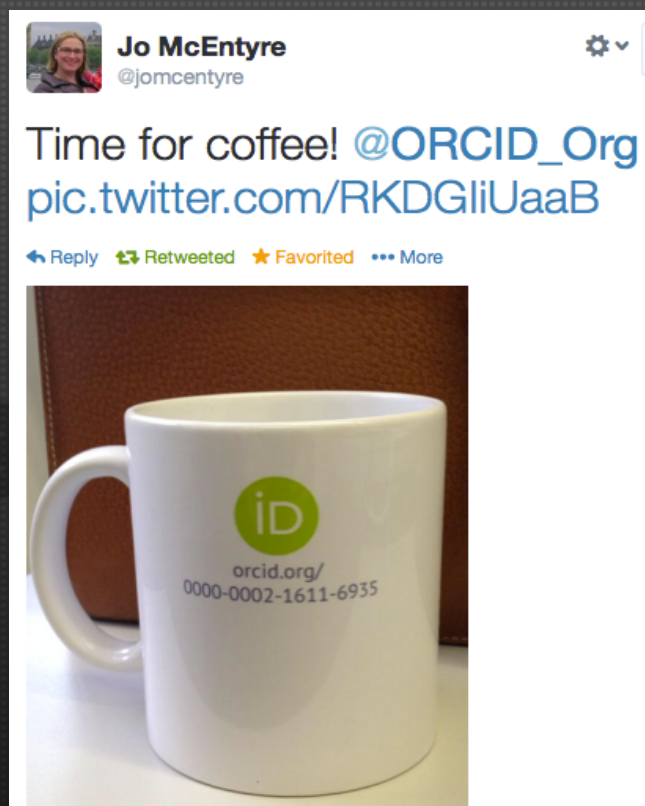 Jo McEntyre
@jomcentyre
Time for coffee! @ORCID_Org
pic.twitter.com/RKDGIiUaaB
Reply Retweeted Favorited More
iD
orcid.org/
0000-0002-1611-6935